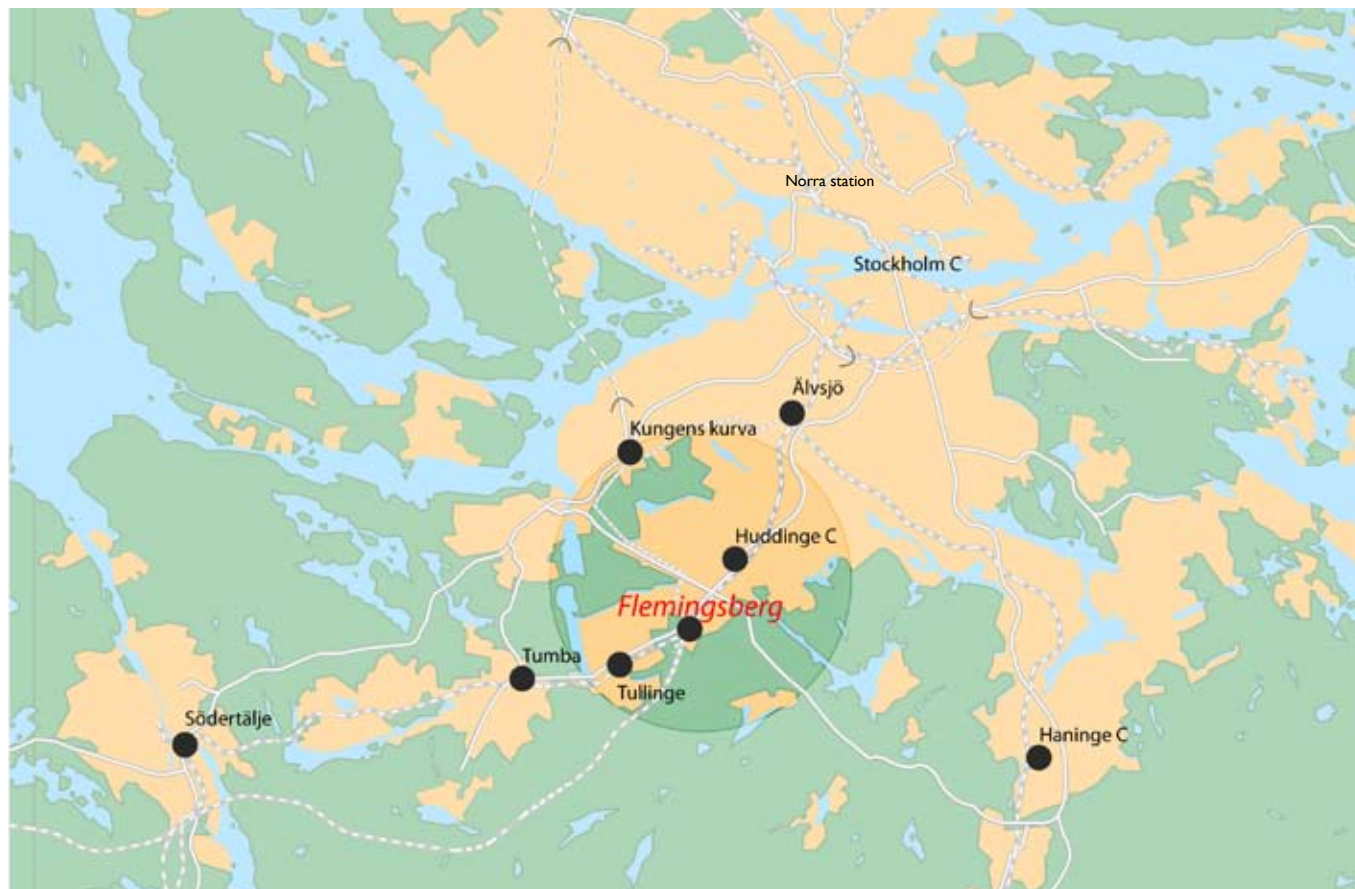 Norra station
Stockholm C
Älvsjö
Kungens kurva
Huddinge C
Flemingsberg
Tumba
Tullinge
Södertälje
Haninge C